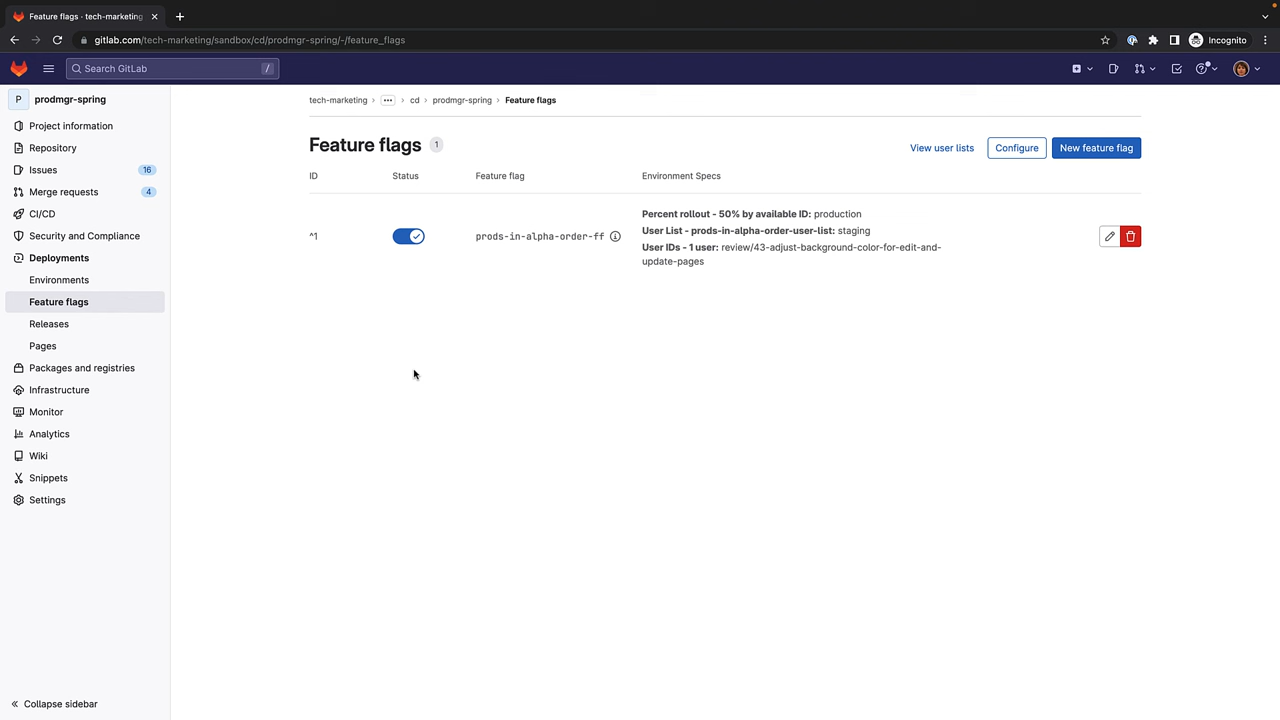 Feature flags · tech-marketing
gitlab.com/tech-marketing/sandbox/cd/prodmgr-spring/-/feature_flags
Incognito
Search GitLab
/
P
prodmgr-spring
Project information
Repository
Issues
16
Merge requests
4
CI/CD
Security and Compliance
Deployments
Environments
Feature flags
Releases
Pages
Packages and registries
Infrastructure
Monitor
Analytics
Wiki
Snippets
Settings
Collapse sidebar
tech-marketing › ... › cd › prodmgr-spring › Feature flags
Feature flags 1
View user lists
Configure
New feature flag
ID Status Feature flag Environment Specs
^1
prods-in-alpha-order-ff
Percent rollout - 50% by available ID: production
User List - prods-in-alpha-order-user-list: staging
User IDs - 1 user: review/43-adjust-background-color-for-edit-and-
update-pages